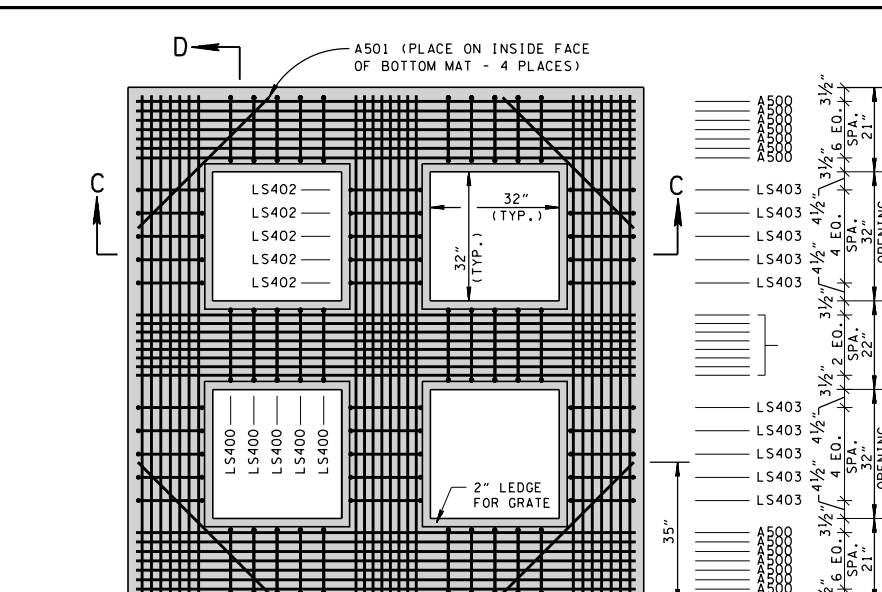 D
A501 (PLACE ON INSIDE FACE
OF BOTTOM MAT - 4 PLACES)
C
C
LS402
LS402
LS402
LS402
LS402
32"
(TYP.)
32"
(TYP.)
LS400
LS400
LS400
LS400
LS400
2" LEDGE
FOR GRATE
35"
A500
A500
A500
A500
A500
A500
A500
LS403
LS403
LS403
LS403
LS403
LS403
LS403
LS403
LS403
LS403
A500
A500
A500
A500
A500
A500
A500
3½"
6 EQ.
SPA.
21"
3½"
4½"
4 EQ.
SPA.
32"
OPENING
4½"
3½"
2 EQ.
SPA.
22"
3½"
4½"
4 EQ.
SPA.
32"
OPENING
4½"
3½"
6 EQ.
SPA.
21"